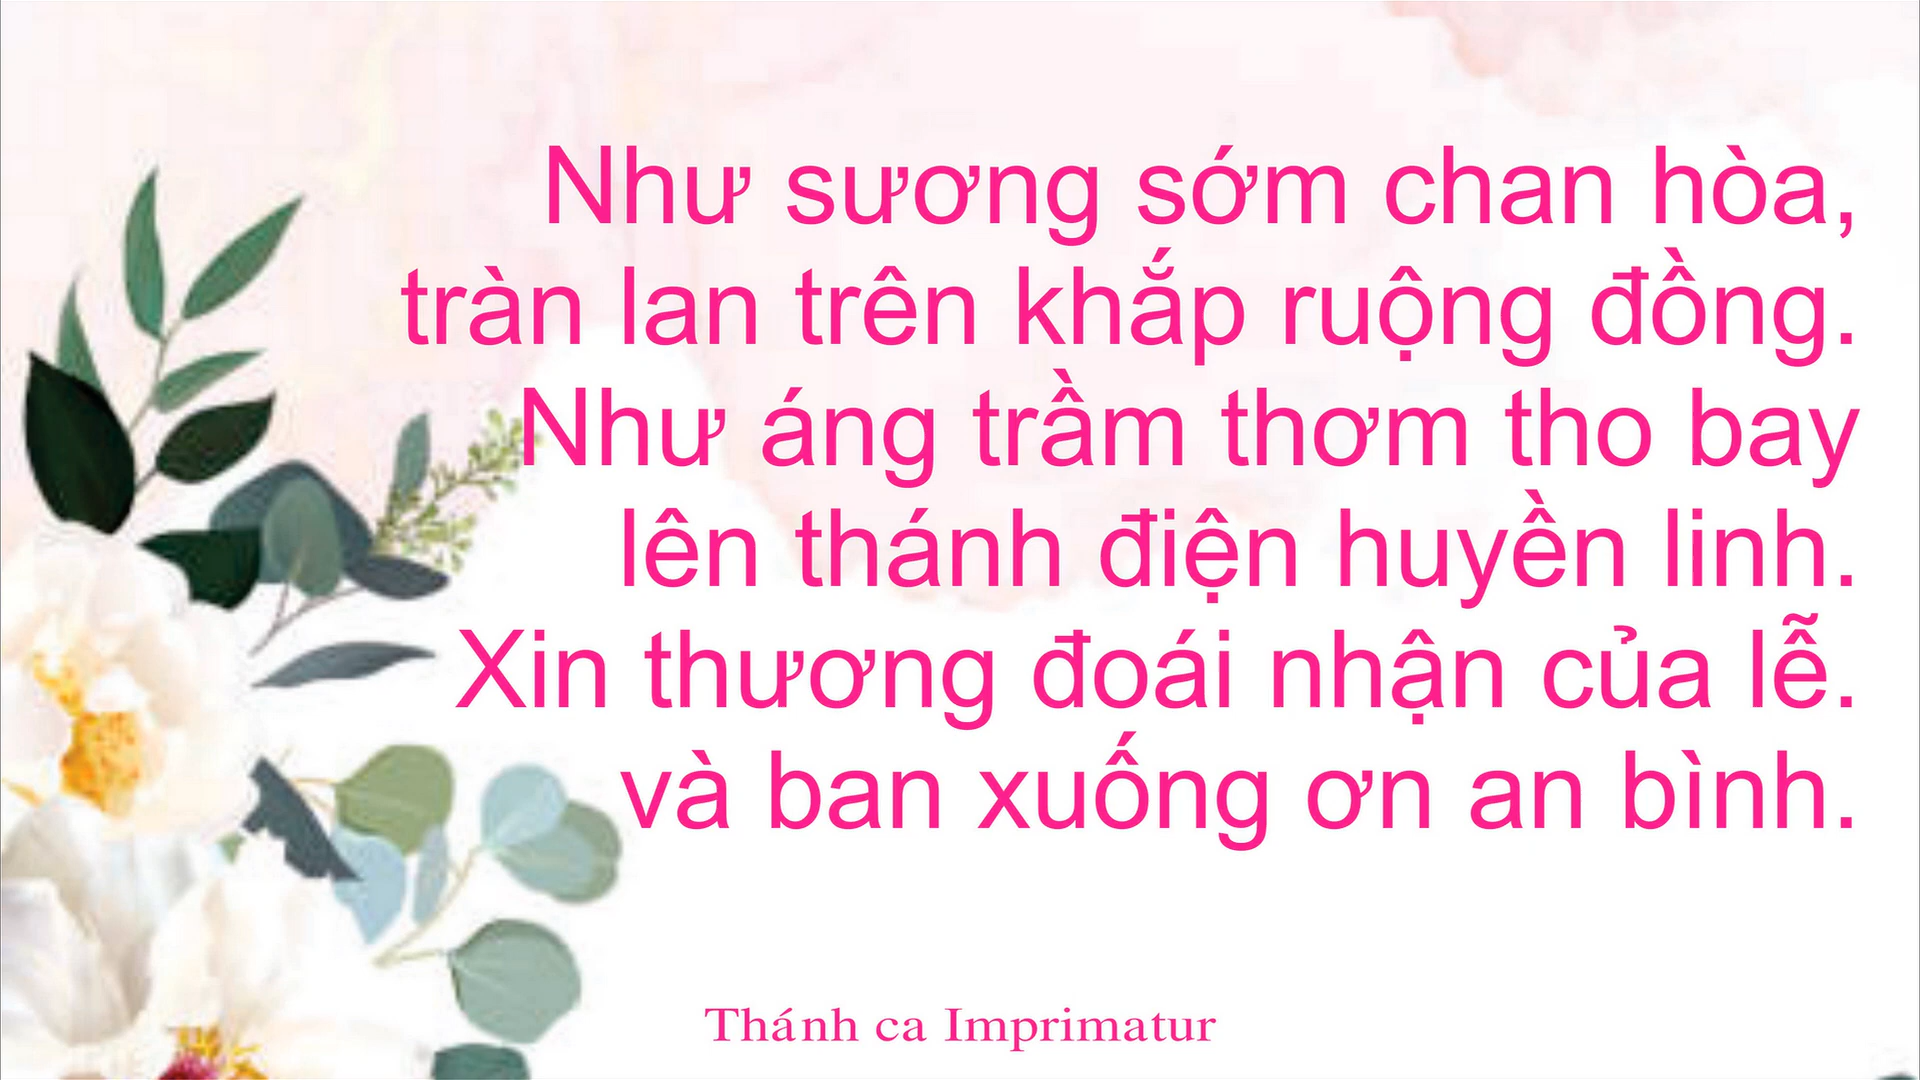 Như sương sớm chan hòa,
tràn lan trên khắp ruộng đồng.
Như áng trầm thơm tho bay
lên thánh điện huyền linh.
Xin thương đoái nhận của lễ.
và ban xuống ơn an bình.
Thánh ca Imprimatur